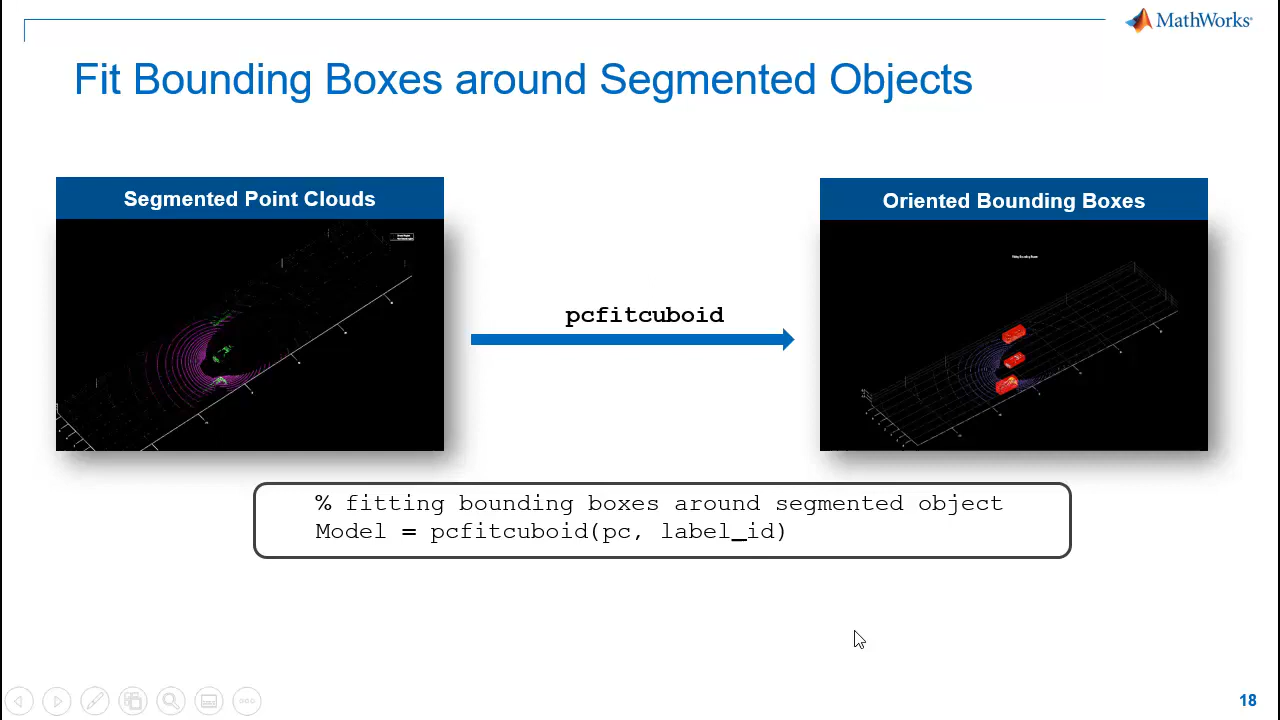 MathWorks
Fit Bounding Boxes around Segmented Objects
Segmented Point Clouds
Oriented Bounding Boxes
pcfitcuboid
% fitting bounding boxes around segmented object
Model = pcfitcuboid(pc, label_id)
18